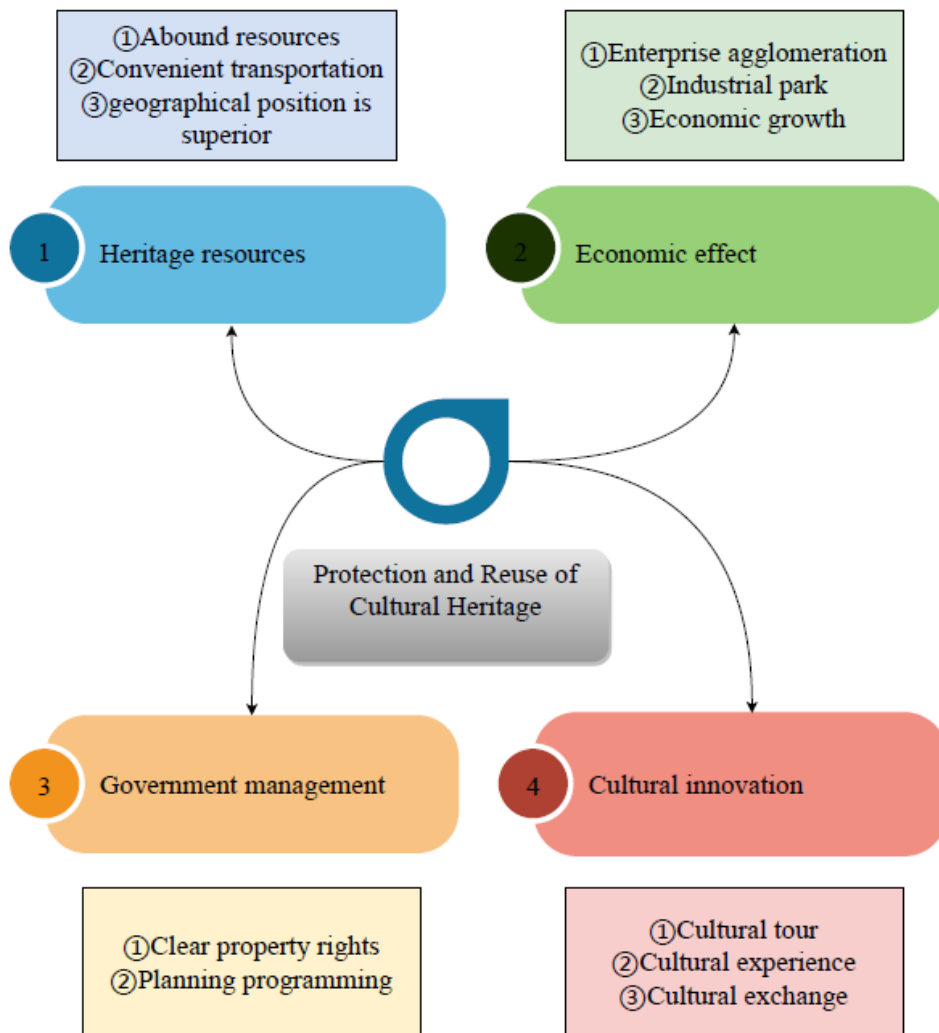 ①Abound resources
②Convenient transportation
③geographical position is
superior
①Enterprise agglomeration
②Industrial park
③Economic growth
1
Heritage resources
2
Economic effect
Protection and Reuse of
Cultural Heritage
3
Government management
4
Cultural innovation
①Clear property rights
②Planning programming
①Cultural tour
②Cultural experience
③Cultural exchange